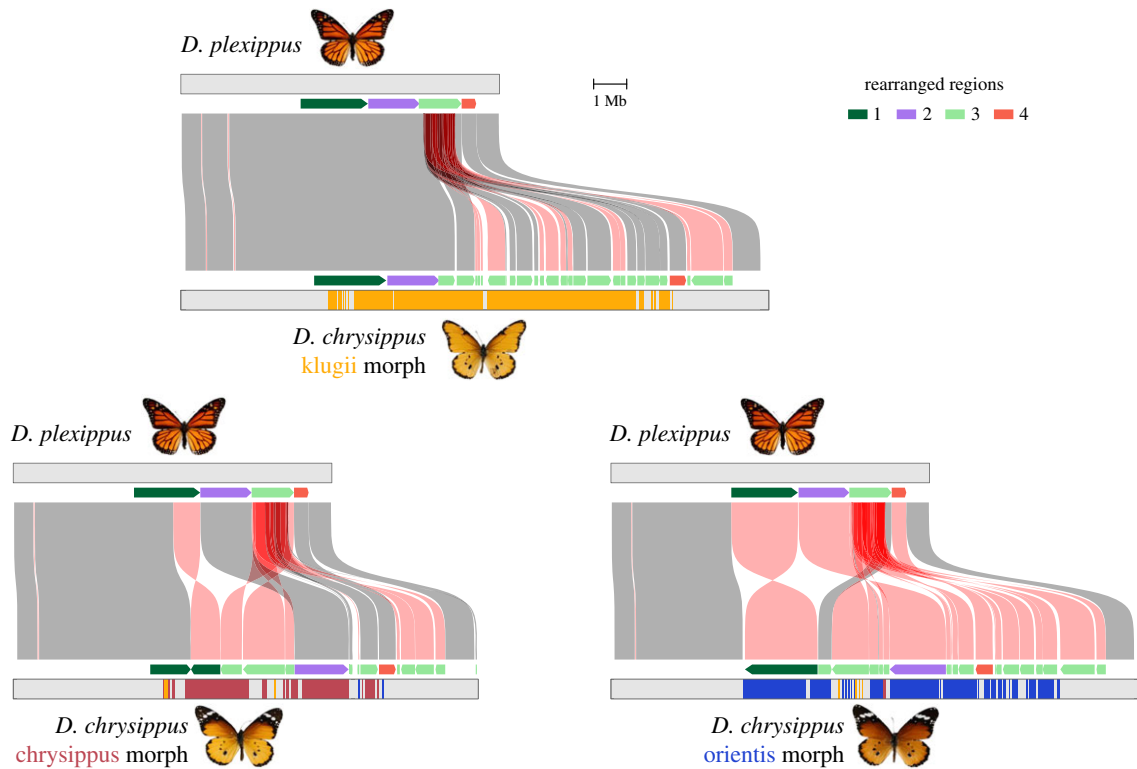 D. plexippus
1 Mb
rearranged regions
1 2 3 4
D. chrysippus
klugii morph
D. plexippus
D. plexippus
D. chrysippus
chrysippus morph
D. chrysippus
orientis morph